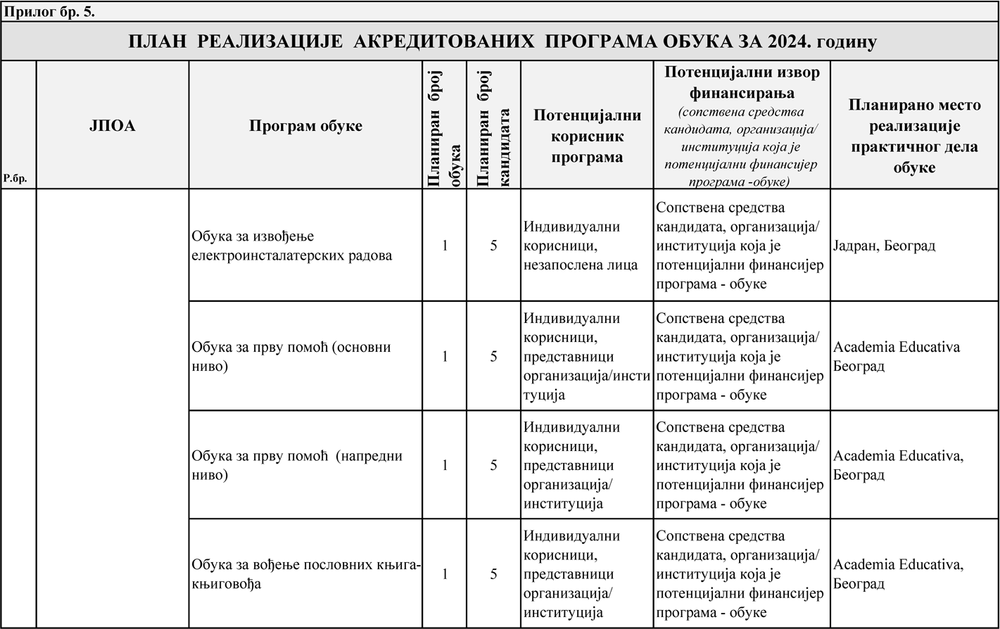 Прилог бр. 5.
ПЛАН РЕАЛИЗАЦИЈЕ АКРЕДИТОВАНИХ ПРОГРАМА ОБУКА ЗА 2024. годину
Р.бр.
ЈПОА
Програм обуке
Планиран број
обука
Планиран број
кандидата
Потенцијални
корисник
програма
Потенцијални извор
финансирања
(сопствена средства
кандидата, организација/
институција која је
потенцијални финансијер
програма -обуке)
Планирано место
реализације
практичног дела
обуке
Обука за извођење
електроинсталатерских радова
1
5
Индивидуални
корисници,
незапослена лица
Сопствена средства
кандидата, организација/
институција која је
потенцијални финансијер
програма - обуке
Јадран, Београд
Обука за прву помоћ (основни
ниво)
1
5
Индивидуални
корисници,
представници
организација/инсти
туција
Сопствена средства
кандидата, организација/
институција која је
потенцијални финансијер
програма - обуке
Academia Educativa
Београд
Обука за прву помоћ (напредни
ниво)
1
5
Индивидуални
корисници,
представници
организација/
институција
Сопствена средства
кандидата, организација/
институција која је
потенцијални финансијер
програма - обуке
Academia Educativa,
Београд
Обука за вођење пословних књига-
књиговођа
1
5
Индивидуални
корисници,
представници
организација/
институција
Сопствена средства
кандидата, организација/
институција која је
потенцијални финансијер
програма - обуке
Academia Educativa,
Београд